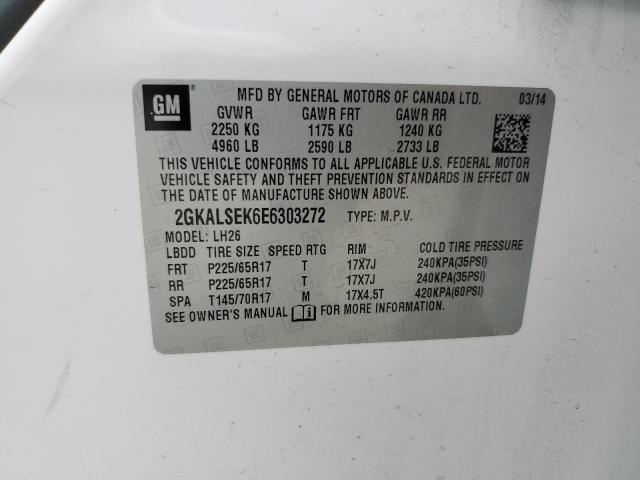 GM
MFD BY GENERAL MOTORS OF CANADA LTD. 03/14
GVWR GAWR FRT GAWR RR
2250 KG 1175 KG 1240 KG
4960 LB 2590 LB 2733 LB
THIS VEHICLE CONFORMS TO ALL APPLICABLE U.S. FEDERAL MOTOR
VEHICLE SAFETY AND THEFT PREVENTION STANDARDS IN EFFECT ON
THE DATE OF MANUFACTURE SHOWN ABOVE.
2GKALSEK6E6303272 TYPE: M.P.V.
MODEL: LH26
LBDD TIRE SIZE SPEED RTG RIM COLD TIRE PRESSURE
FRT P225/65R17 T 17X7J 240KPA(35PSI)
RR P225/65R17 T 17X7J 240KPA(35PSI)
SPA T145/70R17 M 17X4.5T 420KPA(60PSI)
SEE OWNER'S MANUAL FOR MORE INFORMATION.